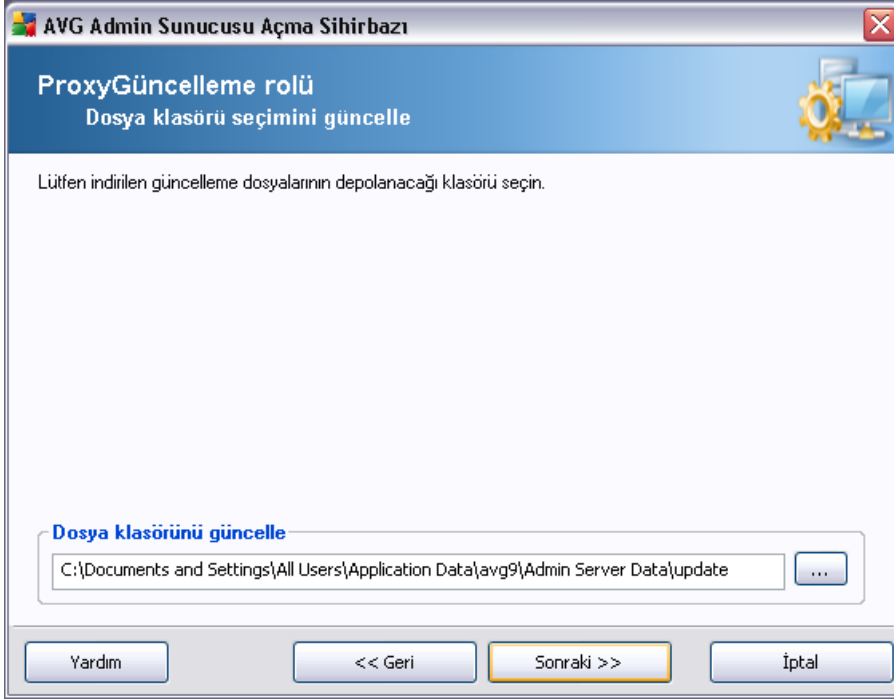 AVG Admin Sunucusu Açma Sihirbazı
ProxyGüncelleme rolü
Dosya klasörü seçimini güncelle
Lütfen indirilen güncelleme dosyalarının depolanacağı klasörü seçin.
Dosya klasörünü güncelle
C:\Documents and Settings\All Users\Application Data\avg9\Admin Server Data\update
...
Yardım
<< Geri
Sonraki >>
İptal